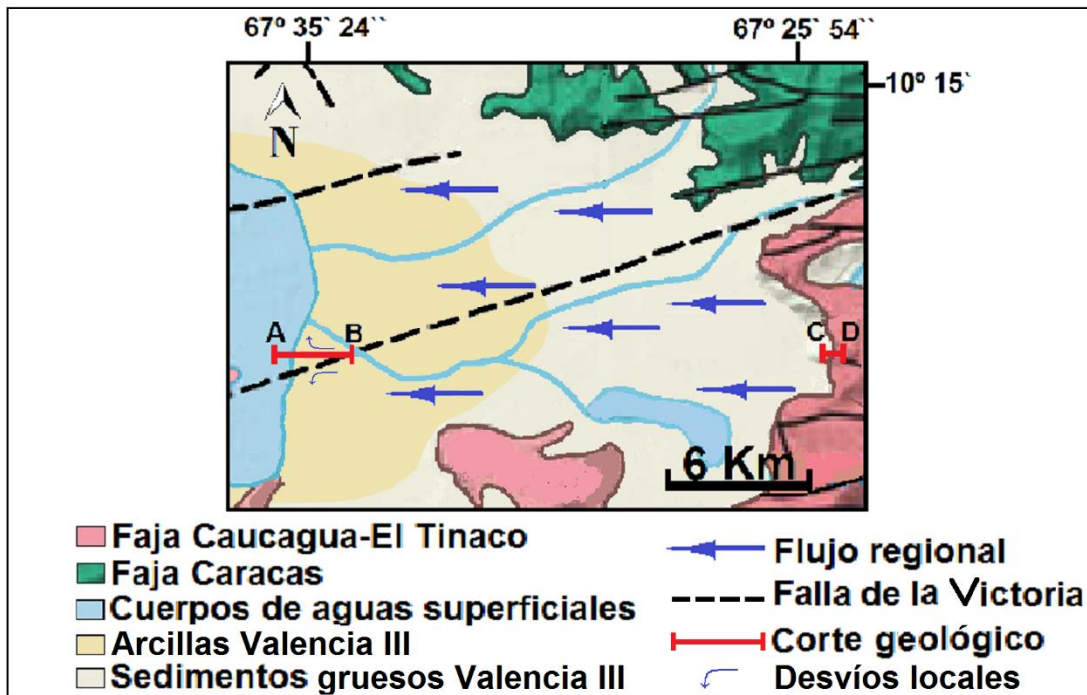 67º 35` 24`` 67º 25` 54``
10º 15`
N
A B C D
6 Km
Faja Caucagua-El Tinaco
Faja Caracas
Cuerpos de aguas superficiales
Arcillas Valencia III
Sedimentos gruesos Valencia III
Flujo regional
Falla de la Victoria
Corte geológico
Desvíos locales